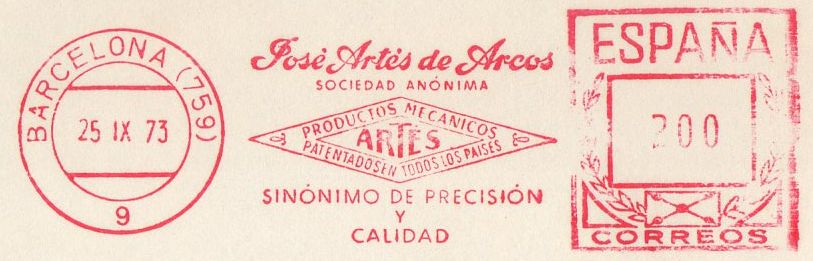 BARCELONA (759)
25 IX 73
9
José Artés de Arcos
SOCIEDAD ANÓNIMA
PRODUCTOS MECANICOS
ARTÉS
PATENTADOS EN TODOS LOS PAISES
SINÓNIMO DE PRECISIÓN
Y
CALIDAD
ESPAÑA
200
CORREOS